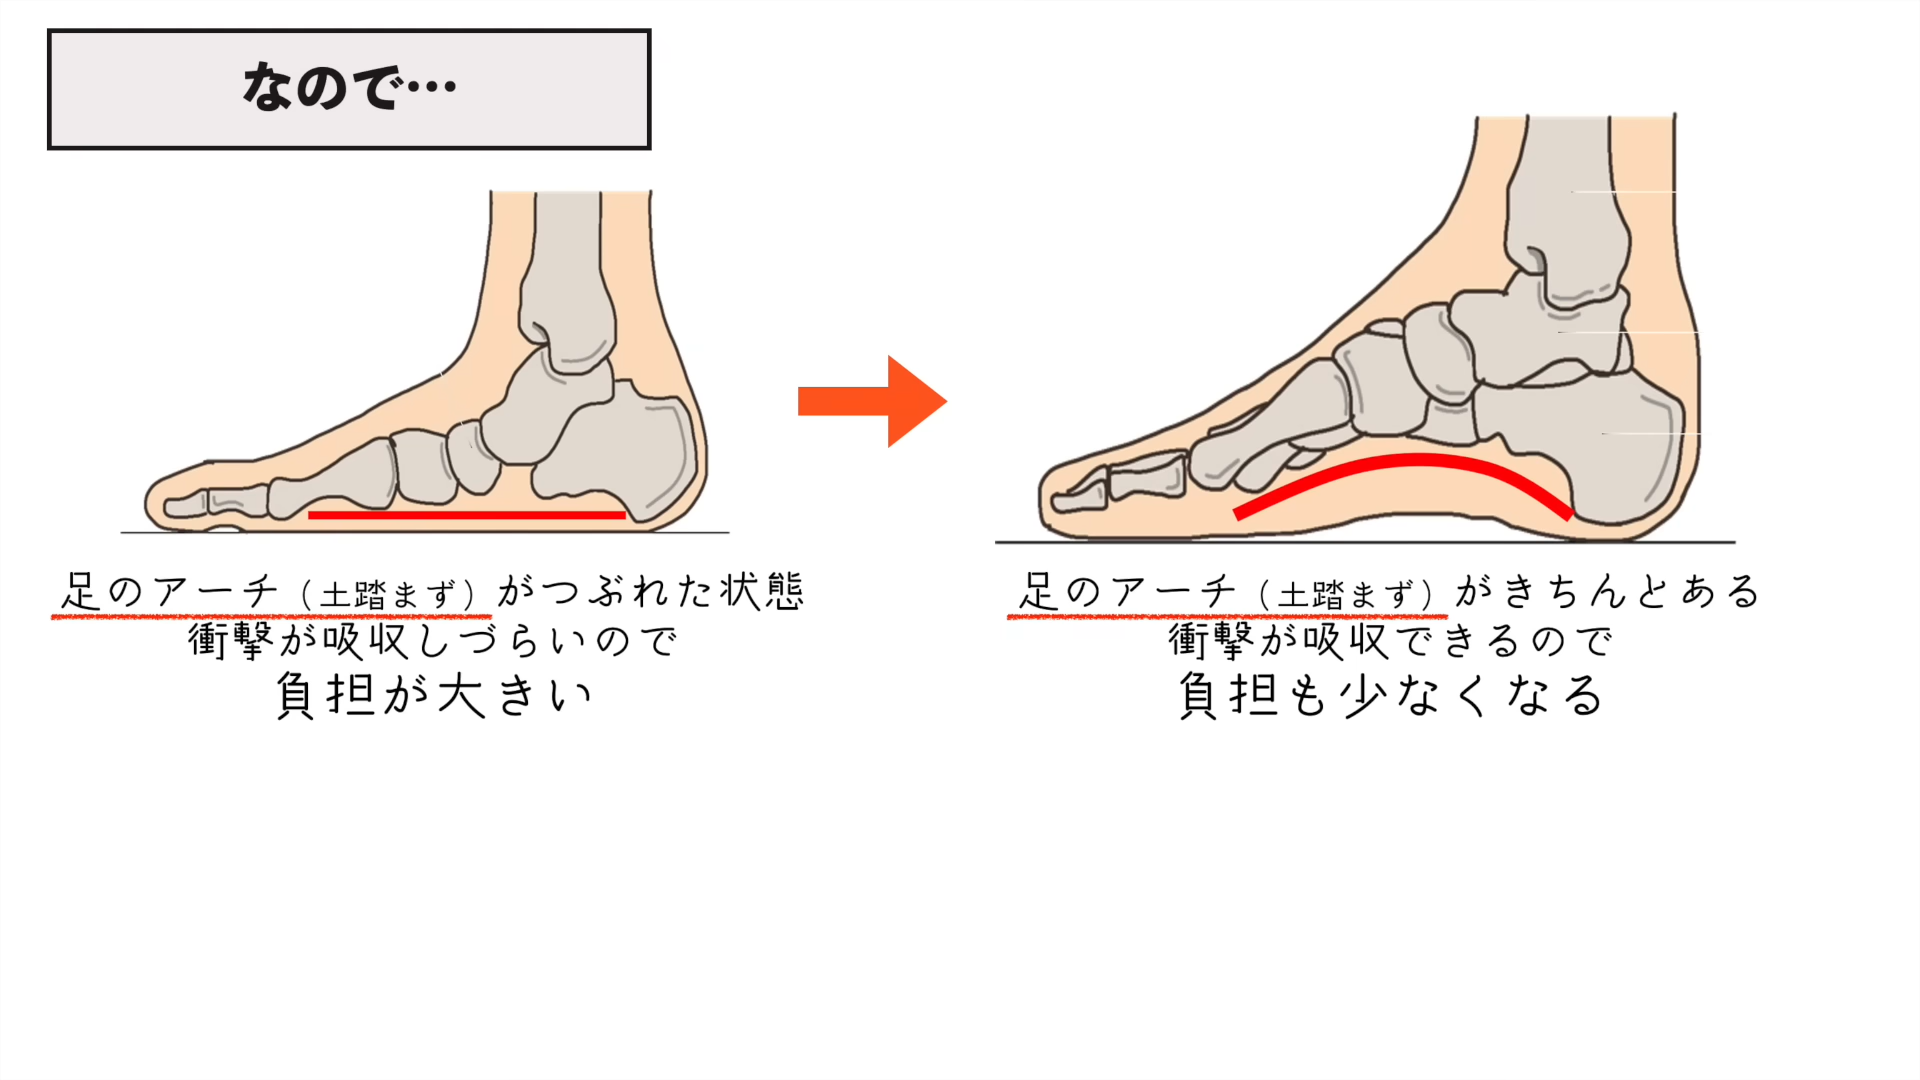 なので…
足のアーチ（土踏まず）がつぶれた状態
衝撃が吸収しづらいので
負担が大きい
足のアーチ（土踏まず）がきちんとある
衝撃が吸収できるので
負担も少なくなる